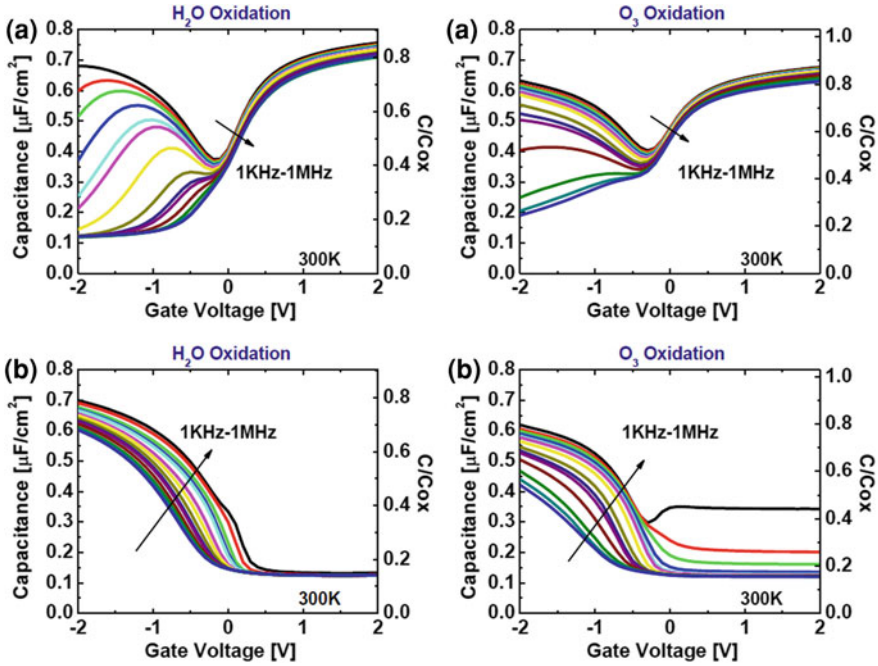 H2O Oxidation
(a)
Capacitance [μF/cm²]
0.8
0.7
0.6
0.5
0.4
0.3
0.2
0.1
0.0
0.8
0.6
0.4
0.2
0.0
C/Cox
1KHz-1MHz
300K
-2 -1 0 1 2
Gate Voltage [V]
O3 Oxidation
(a)
Capacitance [μF/cm²]
0.8
0.7
0.6
0.5
0.4
0.3
0.2
0.1
0.0
1.0
0.8
0.6
0.4
0.2
0.0
C/Cox
1KHz-1MHz
300K
-2 -1 0 1 2
Gate Voltage [V]
H2O Oxidation
(b)
Capacitance [μF/cm²]
0.8
0.7
0.6
0.5
0.4
0.3
0.2
0.1
0.0
0.8
0.6
0.4
0.2
0.0
C/Cox
1KHz-1MHz
300K
-2 -1 0 1 2
Gate Voltage [V]
O3 Oxidation
(b)
Capacitance [μF/cm²]
0.8
0.7
0.6
0.5
0.4
0.3
0.2
0.1
0.0
1.0
0.8
0.6
0.4
0.2
0.0
C/Cox
1KHz-1MHz
300K
-2 -1 0 1 2
Gate Voltage [V]